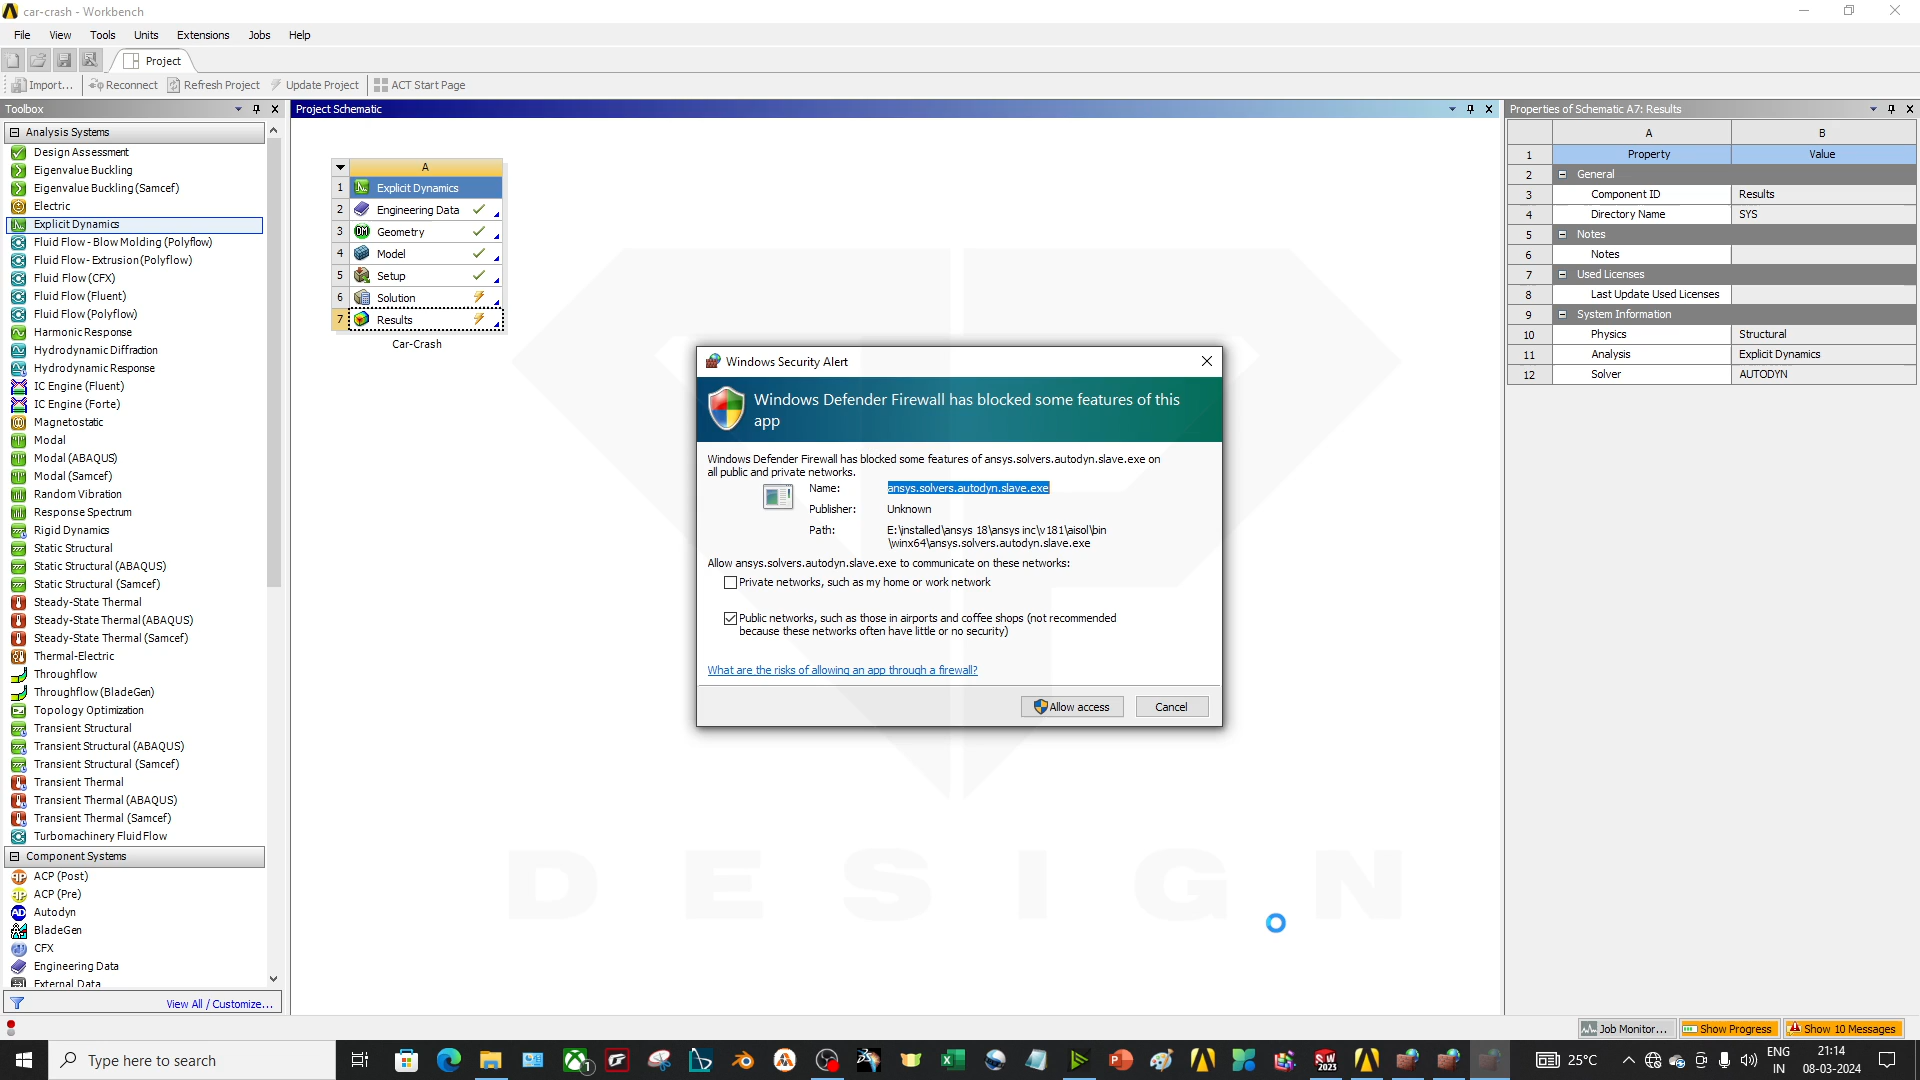 car-crash - Workbench
File View Tools Units Extensions Jobs Help
Project
Import... Reconnect Refresh Project Update Project ACT Start Page
Toolbox
Analysis Systems
Design Assessment
Eigenvalue Buckling
Eigenvalue Buckling (Samcef)
Electric
Explicit Dynamics
Fluid Flow - Blow Molding (Polyflow)
Fluid Flow- Extrusion (Polyflow)
Fluid Flow (CFX)
Fluid Flow (Fluent)
Fluid Flow (Polyflow)
Harmonic Response
Hydrodynamic Diffraction
Hydrodynamic Response
IC Engine (Fluent)
IC Engine (Forte)
Magnetostatic
Modal
Modal (ABAQUS)
Modal (Samcef)
Random Vibration
Response Spectrum
Rigid Dynamics
Static Structural
Static Structural (ABAQUS)
Static Structural (Samcef)
Steady-State Thermal
Steady-State Thermal (ABAQUS)
Steady-State Thermal (Samcef)
Thermal-Electric
Throughflow
Throughflow (BladeGen)
Topology Optimization
Transient Structural
Transient Structural (ABAQUS)
Transient Structural (Samcef)
Transient Thermal
Transient Thermal (ABAQUS)
Transient Thermal (Samcef)
Turbomachinery Fluid Flow
Component Systems
ACP (Post)
ACP (Pre)
Autodyn
BladeGen
CFX
Engineering Data
External Data
View All / Customize...
Project Schematic
A
1 Explicit Dynamics
2 Engineering Data
3 Geometry
4 Model
5 Setup
6 Solution
7 Results
Car-Crash
Windows Security Alert
Windows Defender Firewall has blocked some features of this
app
Windows Defender Firewall has blocked some features of ansys.solvers.autodyn.slave.exe on
all public and private networks.
Name: ansys.solvers.autodyn.slave.exe
Publisher: Unknown
Path: E:\installed\ansys 18\ansys inc\v181\aisol\bin
\winx64\ansys.solvers.autodyn.slave.exe
Allow ansys.solvers.autodyn.slave.exe to communicate on these networks:
Private networks, such as my home or work network
Public networks, such as those in airports and coffee shops (not recommended
because these networks often have little or no security)
What are the risks of allowing an app through a firewall?
Allow access Cancel
DESIGN
Properties of Schematic A7: Results
A B
1 Property Value
2 General
3 Component ID Results
4 Directory Name SYS
5 Notes
6 Notes
7 Used Licenses
8 Last Update Used Licenses
9 System Information
10 Physics Structural
11 Analysis Explicit Dynamics
12 Solver AUTODYN
Job Monitor... Show Progress Show 10 Messages
Type here to search
25°C
ENG
IN
21:14
08-03-2024